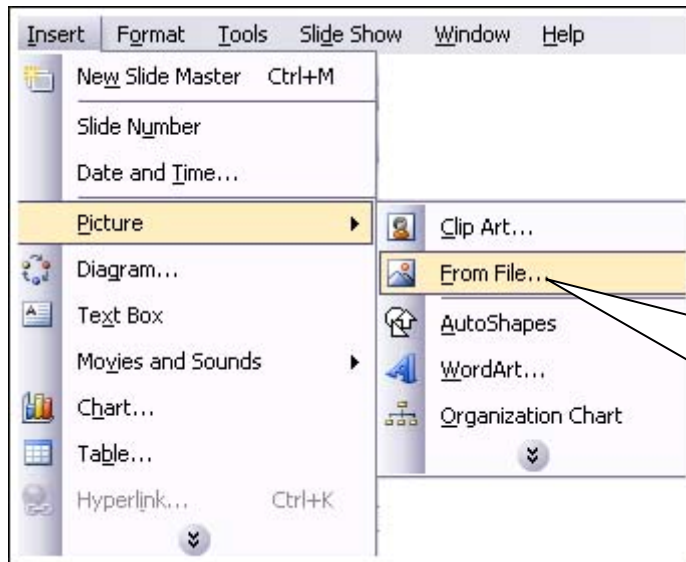 Insert Format Tools Slide Show Window Help
New Slide Master Ctrl+M
Slide Number
Date and Time...
Picture
Diagram...
Text Box
Movies and Sounds
Chart...
Table...
Hyperlink... Ctrl+K
Clip Art...
From File...
AutoShapes
WordArt...
Organization Chart